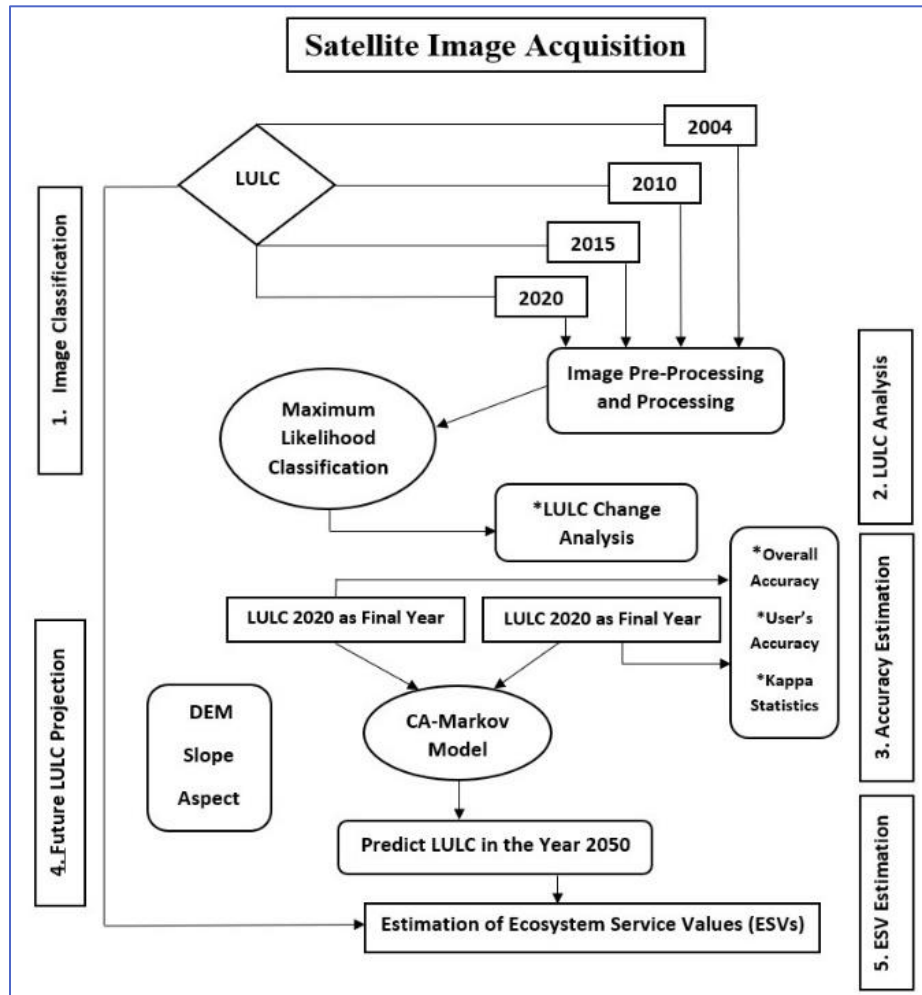 Satellite Image Acquisition
2004
LULC
2010
2015
2020
1. Image Classification
Image Pre-Processing
and Processing
Maximum
Likelihood
Classification
2. LULC Analysis
*LULC Change
Analysis
*Overall
Accuracy
*User's
Accuracy
*Kappa
Statistics
3. Accuracy Estimation
LULC 2020 as Final Year
LULC 2020 as Final Year
4. Future LULC Projection
DEM
Slope
Aspect
CA-Markov
Model
Predict LULC in the Year 2050
Estimation of Ecosystem Service Values (ESVs)
5. ESV Estimation